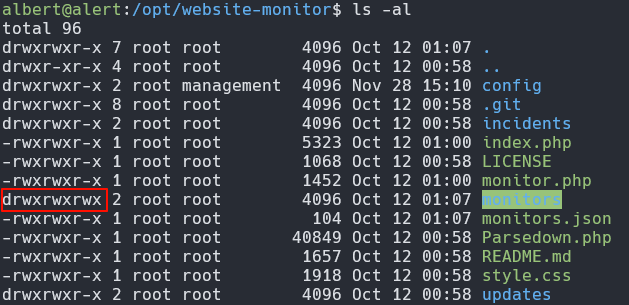 albert@alert:/opt/website-monitor$ ls -al
total 96
drwxrwxr-x 7 root root        4096 Oct 12 01:07 .
drwxr-xr-x 4 root root        4096 Oct 12 00:58 ..
drwxrwxr-x 2 root management  4096 Nov 28 15:10 config
drwxrwxr-x 8 root root        4096 Oct 12 00:58 .git
drwxrwxr-x 2 root root        4096 Oct 12 00:58 incidents
-rwxrwxr-x 1 root root        5323 Oct 12 01:00 index.php
-rwxrwxr-x 1 root root        1068 Oct 12 00:58 LICENSE
-rwxrwxr-x 1 root root        1452 Oct 12 01:00 monitor.php
drwxrwxrwx 2 root root        4096 Oct 12 01:07 monitors
-rwxrwxr-x 1 root root         104 Oct 12 01:07 monitors.json
-rwxrwxr-x 1 root root       40849 Oct 12 00:58 Parsedown.php
-rwxrwxr-x 1 root root        1657 Oct 12 00:58 README.md
-rwxrwxr-x 1 root root        1918 Oct 12 00:58 style.css
drwxrwxr-x 2 root root        4096 Oct 12 00:58 updates